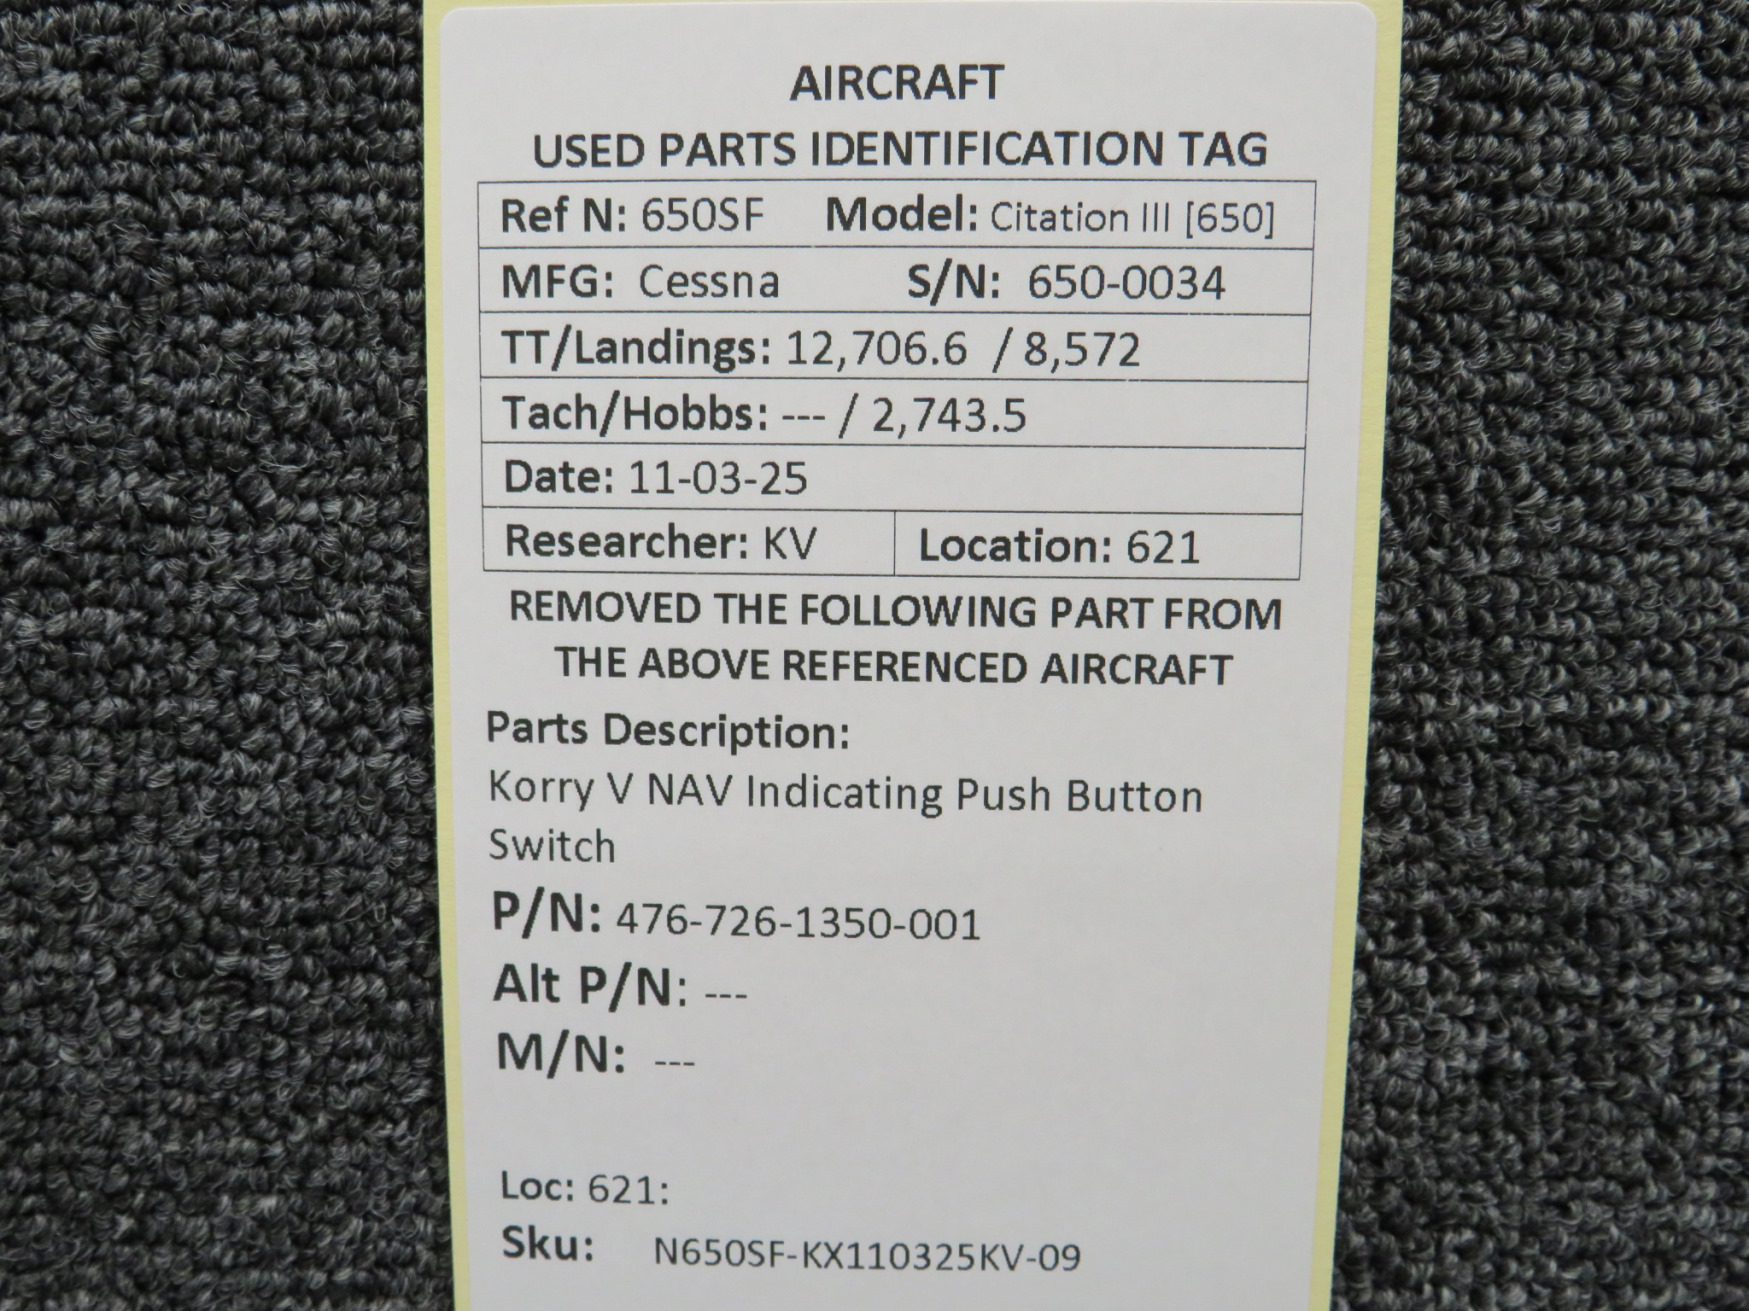 AIRCRAFT
USED PARTS IDENTIFICATION TAG
Ref N: 650SF Model: Citation III [650]
MFG: Cessna S/N: 650-0034
TT/Landings: 12,706.6 / 8,572
Tach/Hobbs: --- / 2,743.5
Date: 11-03-25
Researcher: KV Location: 621
REMOVED THE FOLLOWING PART FROM
THE ABOVE REFERENCED AIRCRAFT
Parts Description:
Korry V NAV Indicating Push Button
Switch
P/N: 476-726-1350-001
Alt P/N: ---
M/N: ---
Loc: 621:
Sku: N650SF-KX110325KV-09